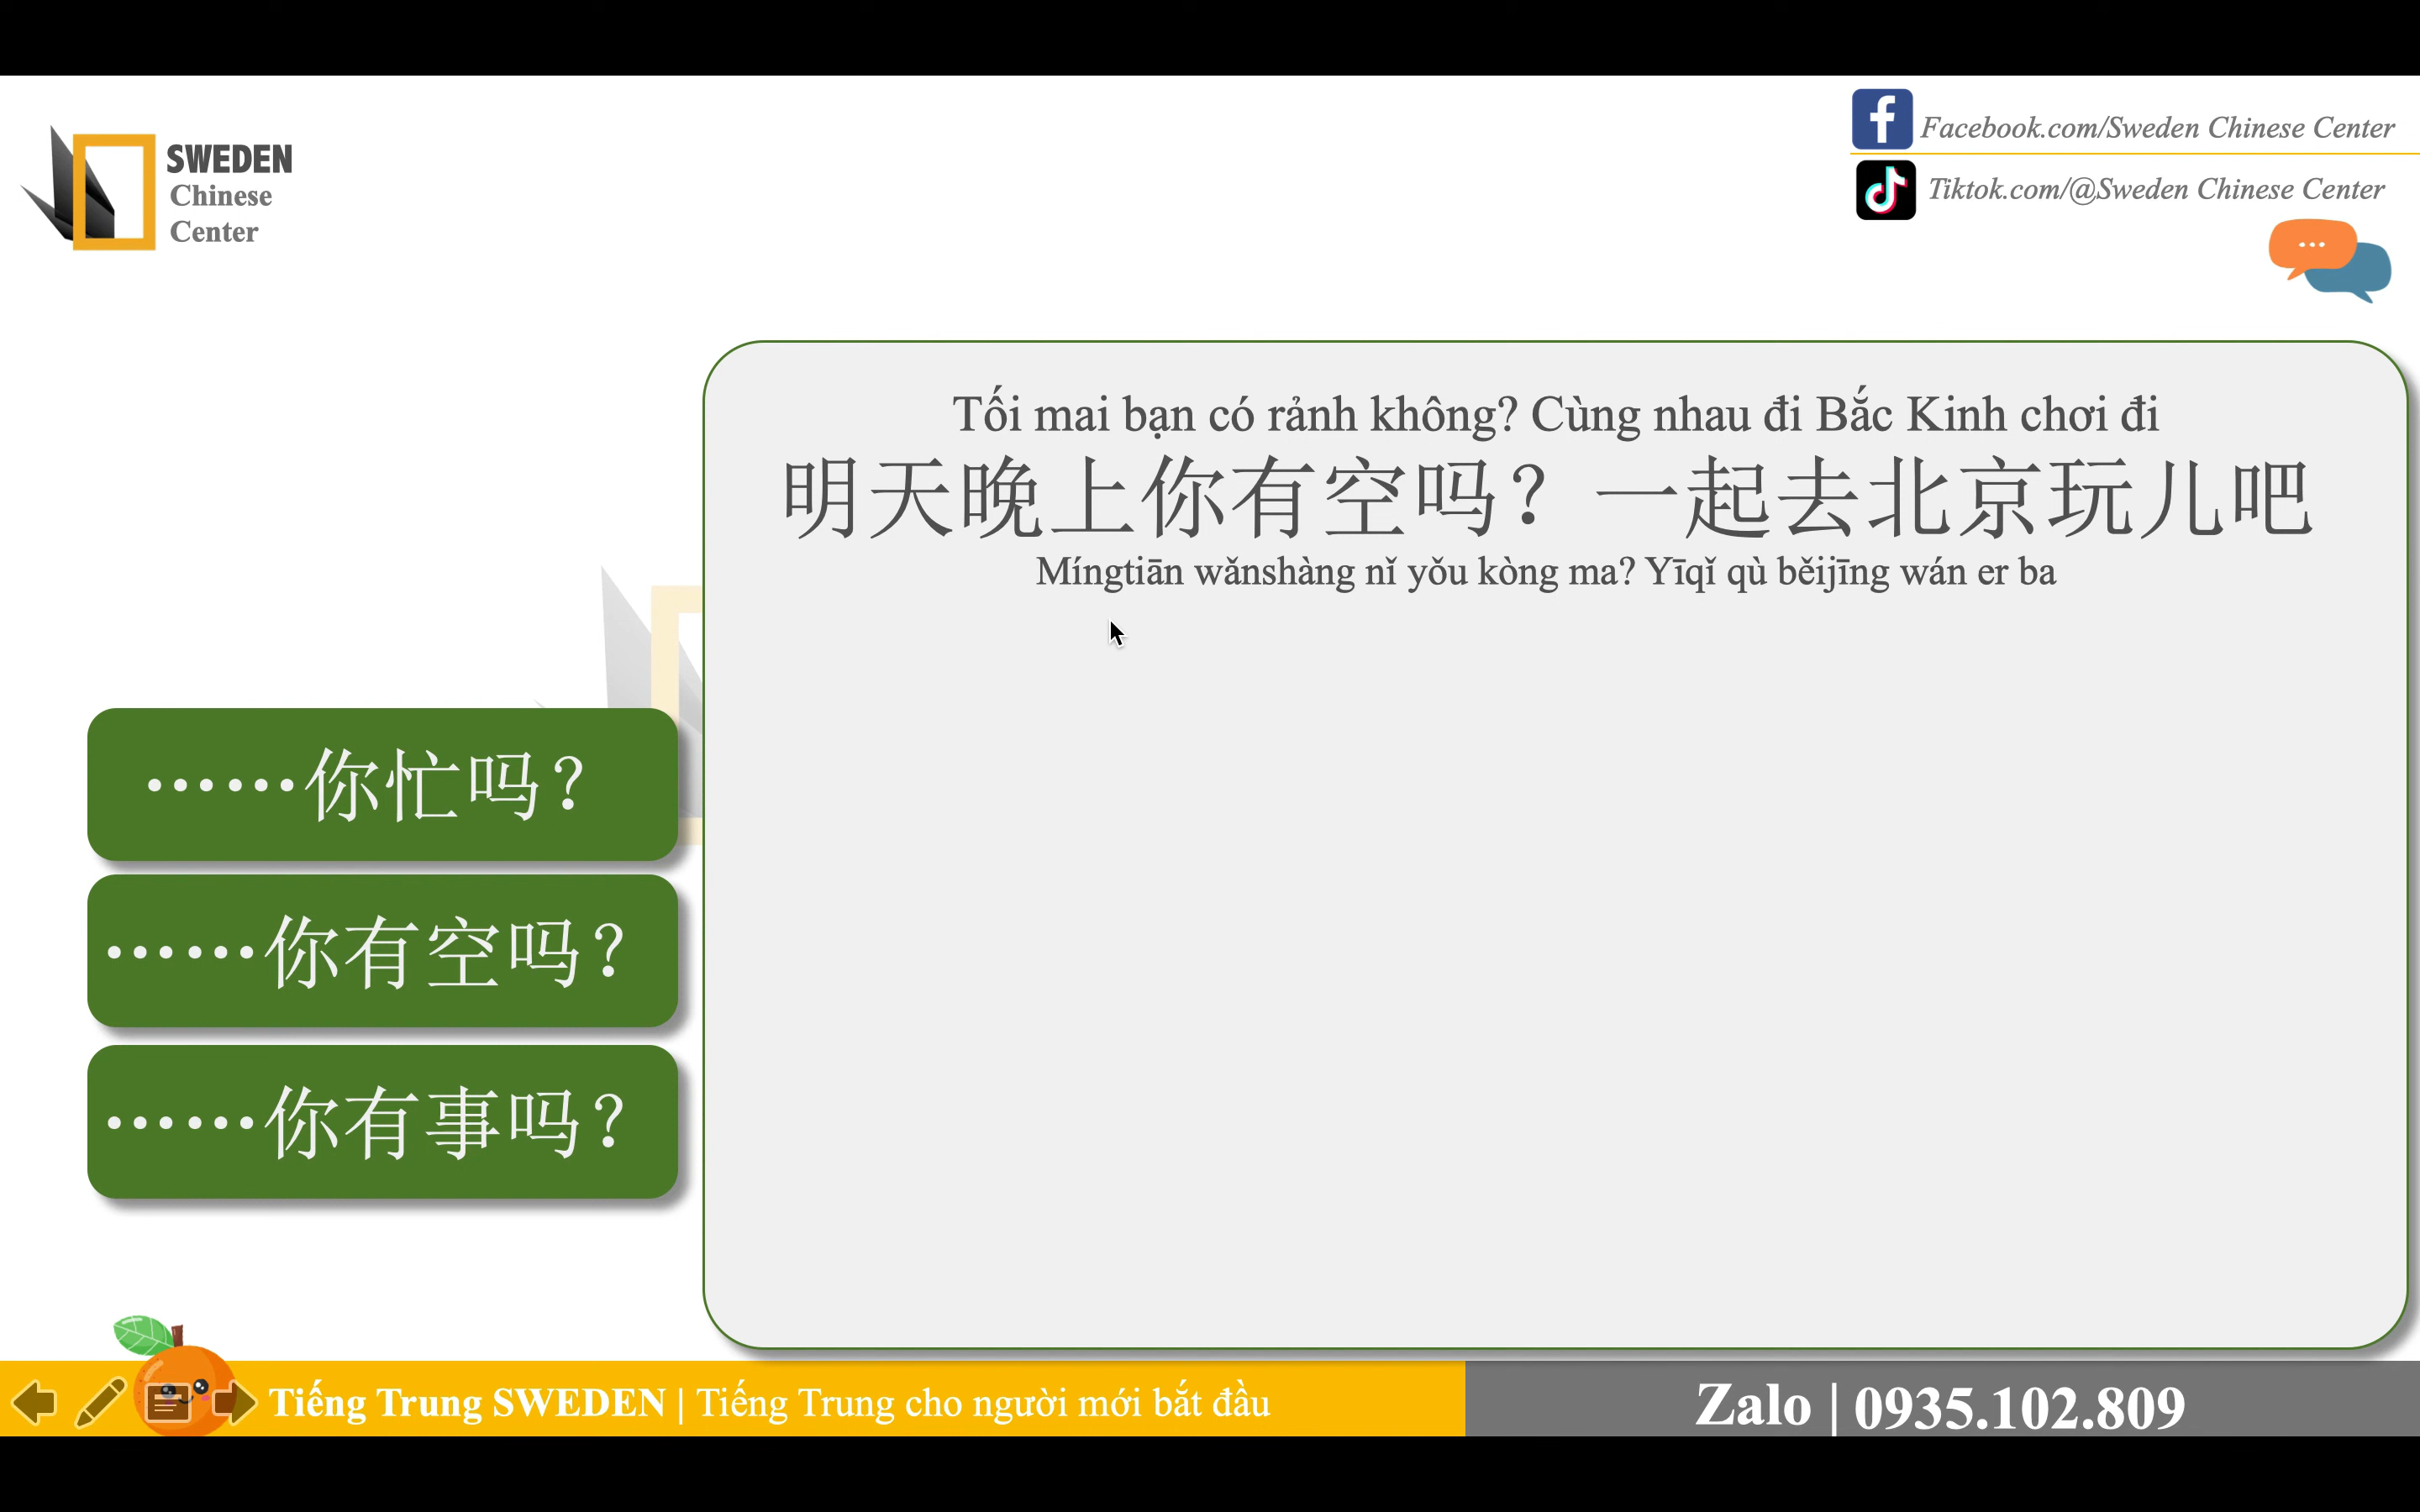 SWEDEN
Chinese
Center
Facebook.com/Sweden Chinese Center
Tiktok.com/@Sweden Chinese Center
Tối mai bạn có rảnh không? Cùng nhau đi Bắc Kinh chơi đi
明天晚上你有空吗？一起去北京玩儿吧
Míngtiān wǎnshàng nǐ yǒu kòng ma? Yīqǐ qù běijīng wán er ba
……你忙吗？
……你有空吗？
……你有事吗？
Tiếng Trung SWEDEN | Tiếng Trung cho người mới bắt đầu
Zalo | 0935.102.809